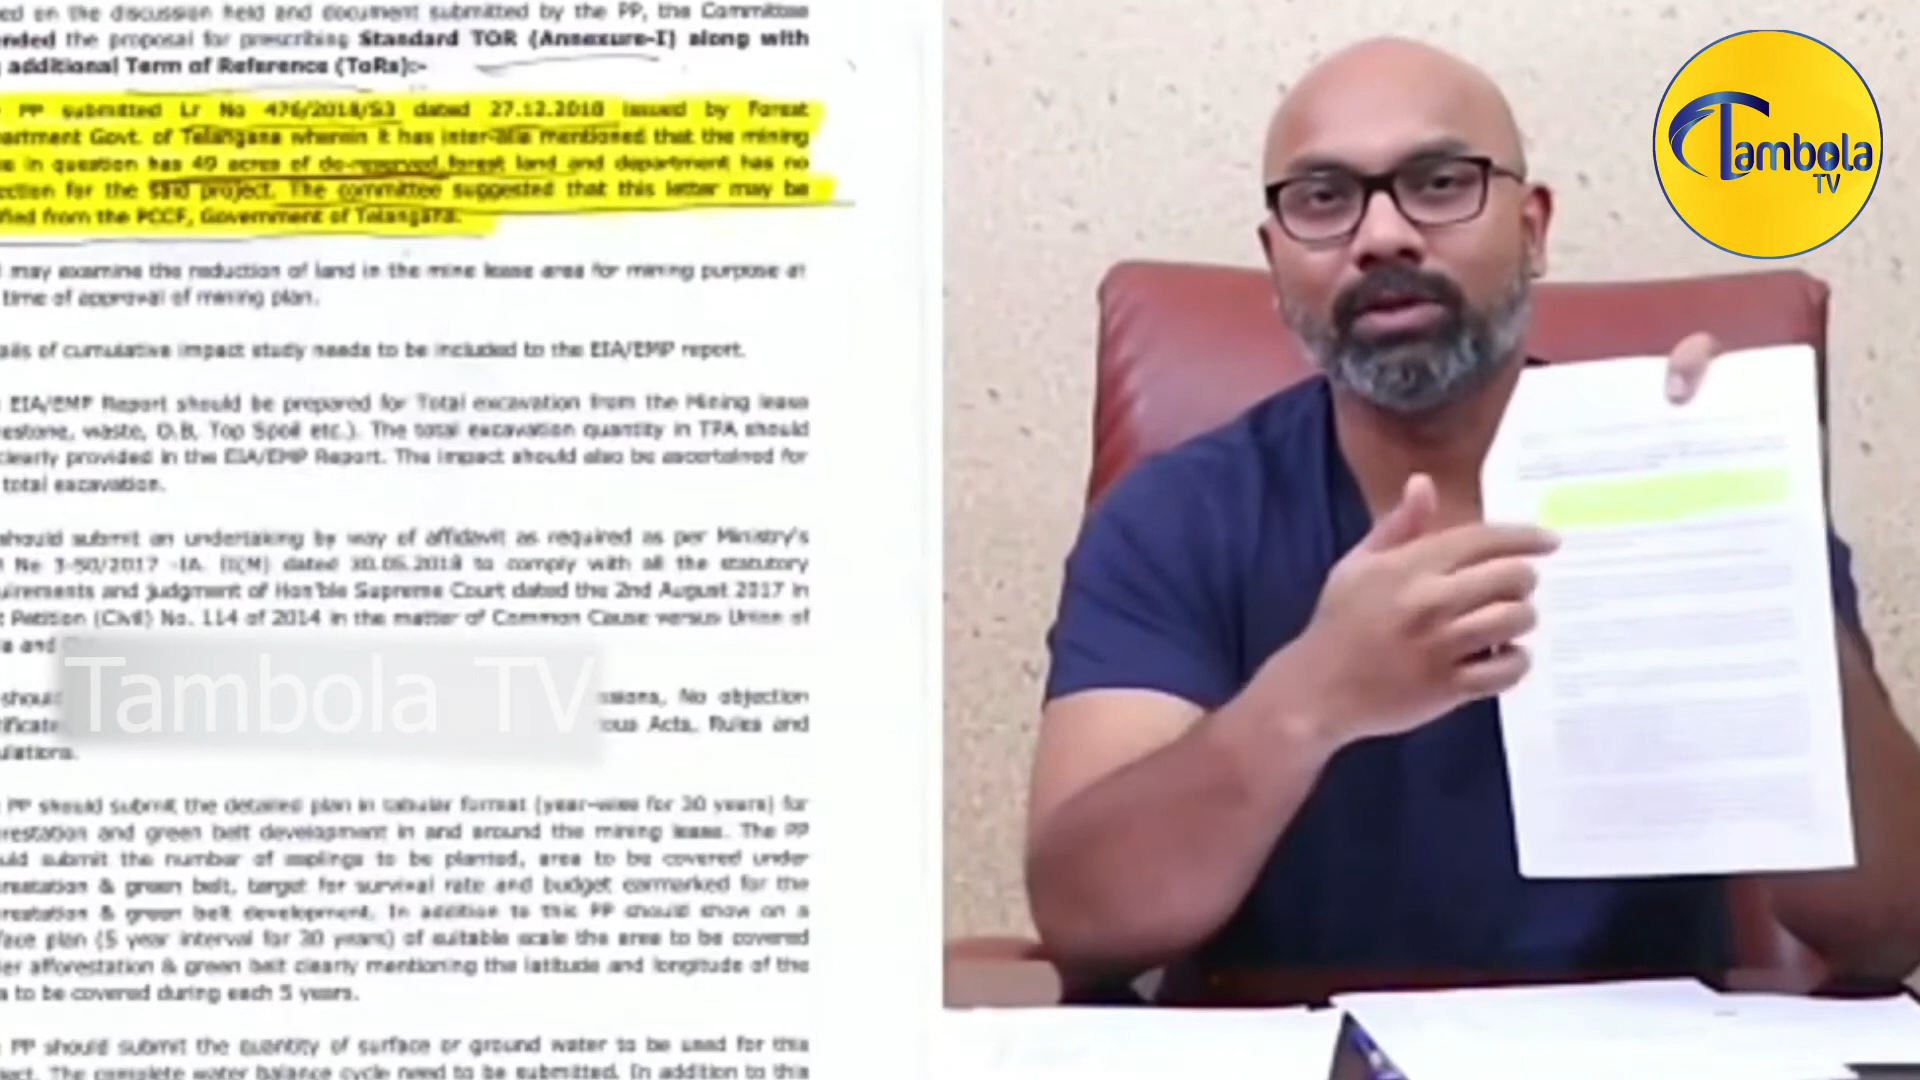 ed on the discussion held and document submitted by the PP, the Committee
ended the proposal for prescribing Standard TOR (Annexure-I) along with
additional Term of Reference (ToRs):-
PP submitted Lr No 476/2018/S3 dated 27.12.2018 issued by Forest
artment Govt. of Telangana wherein it has inter-alia mentioned that the mining
in question has 49 acres of de-reserved forest land and department has no
ection for the said project. The committee suggested that this letter may be
ified from the PCCF, Government of Telangana.
may examine the reduction of land in the mine lease area for mining purpose at
time of approval of mining plan.
ails of cumulative impact study needs to be included to the EIA/EMP report.
EIA/EMP Report should be prepared for Total excavation from the Mining lease
estone, waste, O.B, Top Spoil etc.). The total excavation quantity in TPA should
clearly provided in the EIA/EMP Report. The impact should also be ascertained for
total excavation.
should submit an undertaking by way of affidavit as required as per Ministry's
No 3-50/2017 -IA. II(M) dated 30.05.2018 to comply with all the statutory
uirements and judgment of Hon'ble Supreme Court dated the 2nd August 2017 in
Petition (Civil) No. 114 of 2014 in the matter of Common Cause versus Union of
a and
shoul ssions, No objection
ificate ous Acts, Rules and
ulations.
PP should submit the detailed plan in tabular format (year-wise for 30 years) for
restation and green belt development in and around the mining lease. The PP
uld submit the number of saplings to be planted, area to be covered under
restation & green belt, target for survival rate and budget earmarked for the
restation & green belt development. In addition to this PP should show on a
face plan (5 year interval for 30 years) of suitable scale the area to be covered
er afforestation & green belt clearly mentioning the latitude and longitude of the
a to be covered during each 5 years.
PP should submit the quantity of surface or ground water to be used for this
ject. The complete water balance cycle need to be submitted. In addition to this
Tambola TV
Tambola
TV